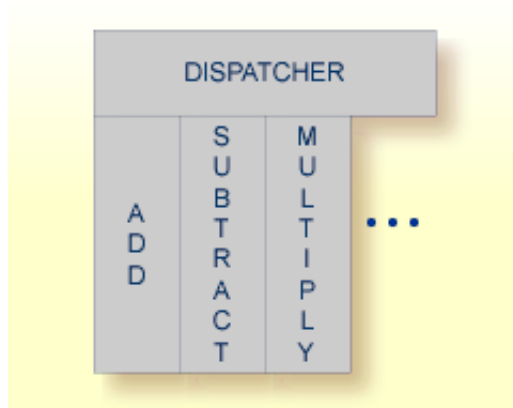 DISPATCHER
ADD
SUBTRACT
MULTIPLY
...